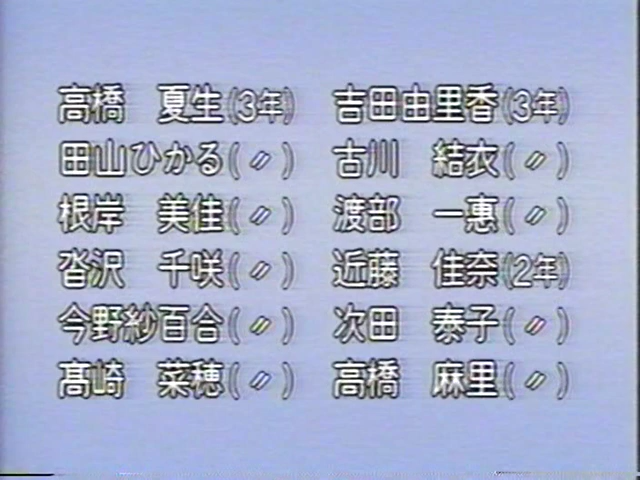 高橋　夏生(3年)　吉田由里香(3年)
田山ひかる(〃)　古川　結衣(〃)
根岸　美佳(〃)　渡部　一惠(〃)
沓沢　千咲(〃)　近藤　佳奈(2年)
今野紗百合(〃)　次田　泰子(〃)
髙崎　菜穂(〃)　高橋　麻里(〃)